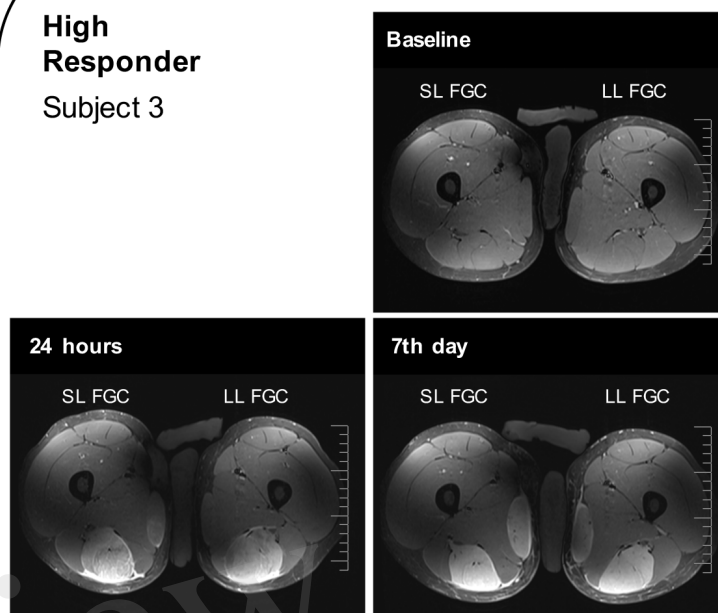 High
Responder
Subject 3
Baseline
SL FGC LL FGC
24 hours
SL FGC LL FGC
7th day
SL FGC LL FGC